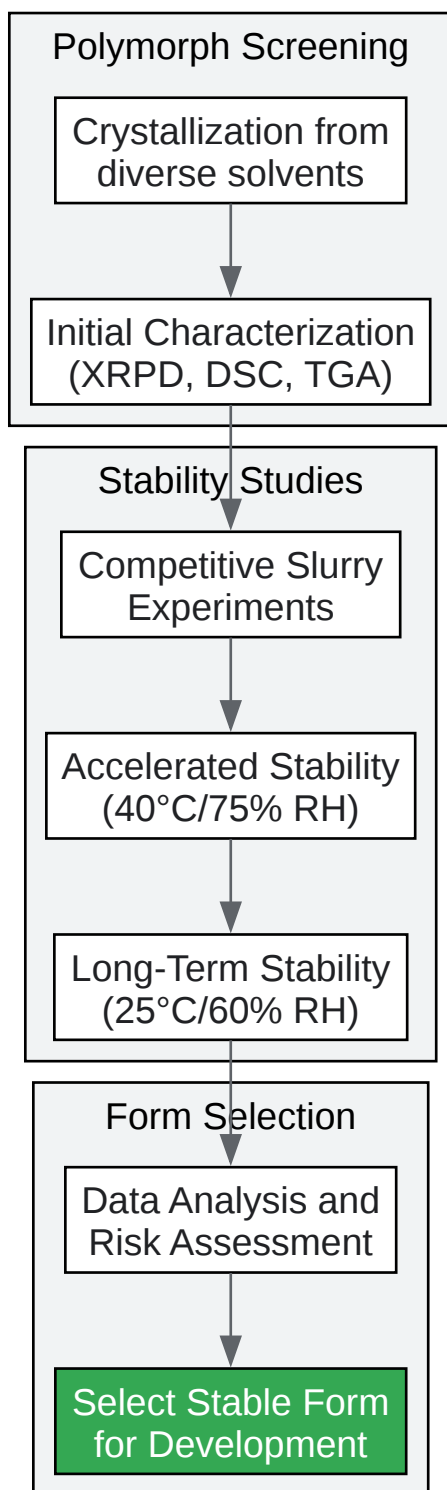 Polymorph Screening
Crystallization from
diverse solvents
Initial Characterization
(XRPD, DSC, TGA)
Stability Studies
Competitive Slurry
Experiments
Accelerated Stability
(40°C/75% RH)
Long-Term Stability
(25°C/60% RH)
Form Selection
Data Analysis and
Risk Assessment
Select Stable Form
for Development